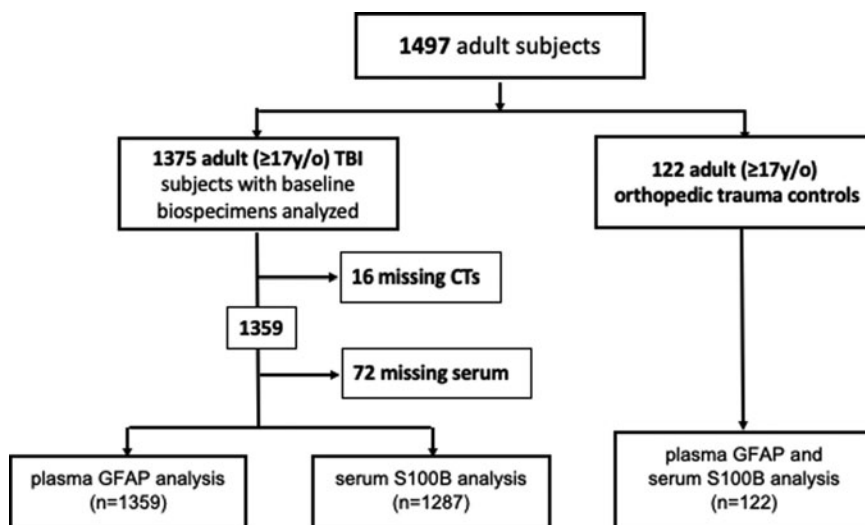 1497 adult subjects
1375 adult (≥17y/o) TBI
subjects with baseline
biospecimens analyzed
122 adult (≥17y/o)
orthopedic trauma controls
16 missing CTs
1359
72 missing serum
plasma GFAP analysis
(n=1359)
serum S100B analysis
(n=1287)
plasma GFAP and
serum S100B analysis
(n=122)